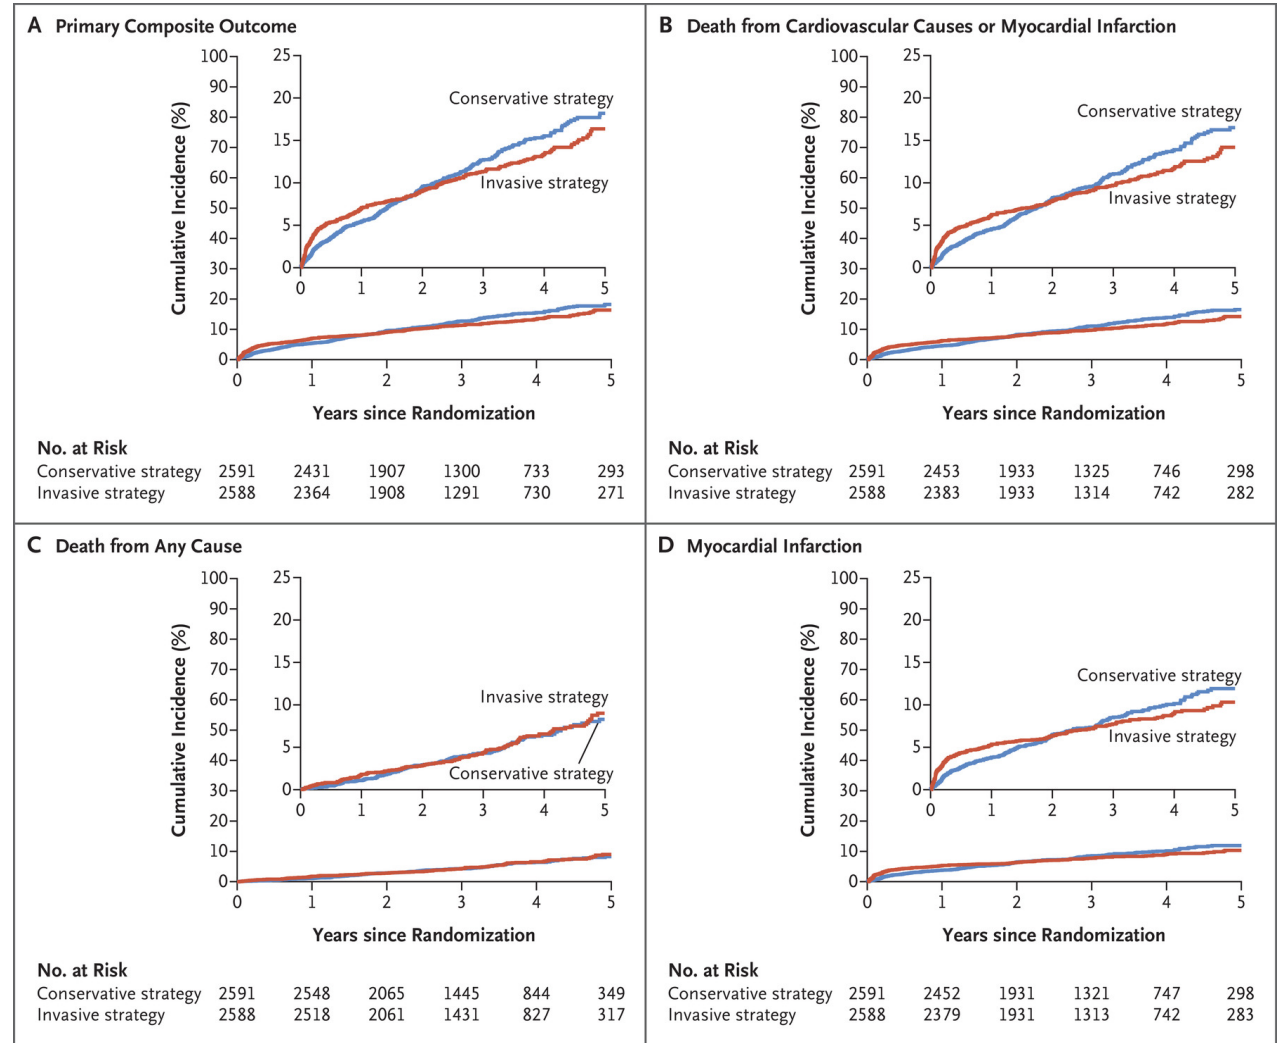 A Primary Composite Outcome
Cumulative Incidence (%)
100
90
80
70
60
50
40
30
20
10
0
25
20
15
10
5
0
Conservative strategy
Invasive strategy
0 1 2 3 4 5
0 1 2 3 4 5
Years since Randomization
No. at Risk
Conservative strategy 2591 2431 1907 1300 733 293
Invasive strategy 2588 2364 1908 1291 730 271
B Death from Cardiovascular Causes or Myocardial Infarction
Cumulative Incidence (%)
100
90
80
70
60
50
40
30
20
10
0
25
20
15
10
5
0
Conservative strategy
Invasive strategy
0 1 2 3 4 5
0 1 2 3 4 5
Years since Randomization
No. at Risk
Conservative strategy 2591 2453 1933 1325 746 298
Invasive strategy 2588 2383 1933 1314 742 282
C Death from Any Cause
Cumulative Incidence (%)
100
90
80
70
60
50
40
30
20
10
0
25
20
15
10
5
0
Invasive strategy
Conservative strategy
0 1 2 3 4 5
0 1 2 3 4 5
Years since Randomization
No. at Risk
Conservative strategy 2591 2548 2065 1445 844 349
Invasive strategy 2588 2518 2061 1431 827 317
D Myocardial Infarction
Cumulative Incidence (%)
100
90
80
70
60
50
40
30
20
10
0
25
20
15
10
5
0
Conservative strategy
Invasive strategy
0 1 2 3 4 5
0 1 2 3 4 5
Years since Randomization
No. at Risk
Conservative strategy 2591 2452 1931 1321 747 298
Invasive strategy 2588 2379 1931 1313 742 283